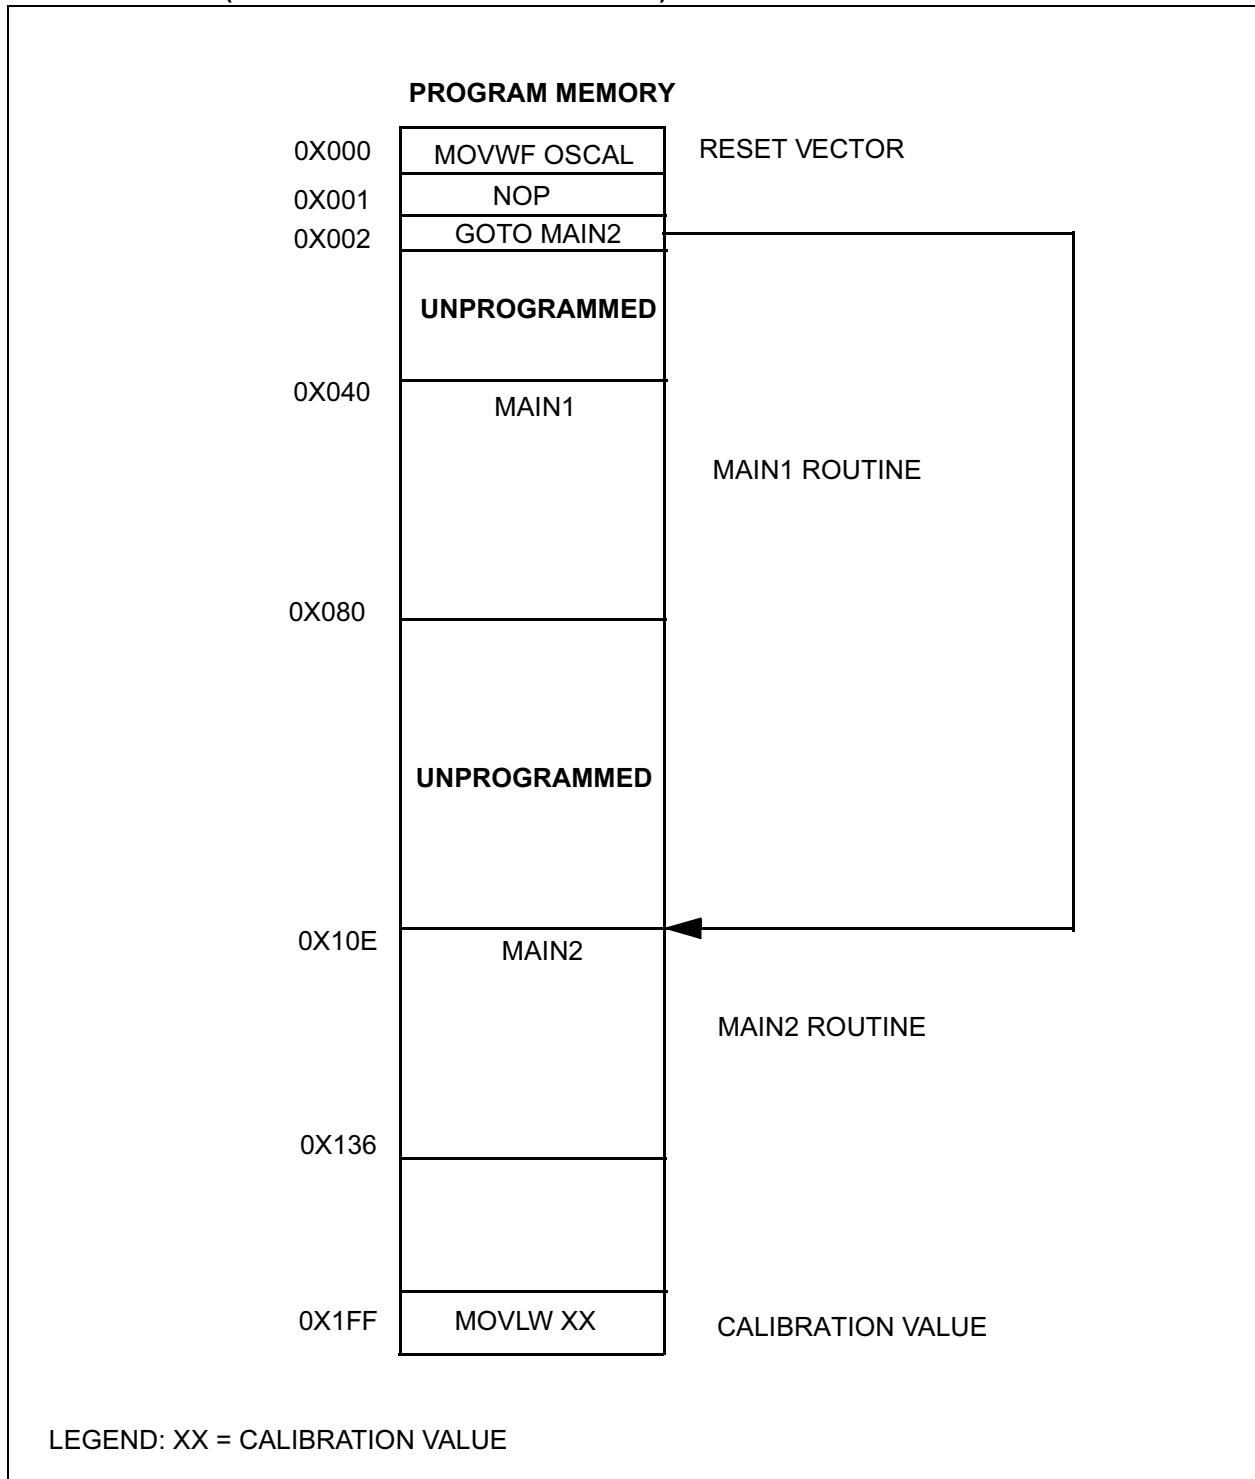 PROGRAM MEMORY
0X000 MOVWF OSCAL RESET VECTOR
0X001 NOP
0X002 GOTO MAIN2
UNPROGRAMMED
0X040 MAIN1
MAIN1 ROUTINE
0X080
UNPROGRAMMED
0X10E MAIN2
MAIN2 ROUTINE
0X136
0X1FF MOVLW XX CALIBRATION VALUE
LEGEND: XX = CALIBRATION VALUE